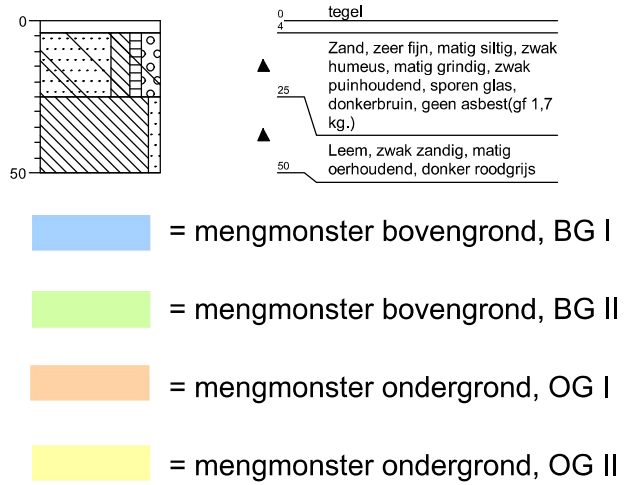 0
50
0
tegel
4
Zand, zeer fijn, matig siltig, zwak
humeus, matig grindig, zwak
puinhoudend, sporen glas,
25
donkerbruin, geen asbest(gf 1,7
kg.)
Leem, zwak zandig, matig
50
oerhoudend, donker roodgrijs
= mengmonster bovengrond, BG I
= mengmonster bovengrond, BG II
= mengmonster ondergrond, OG I
= mengmonster ondergrond, OG II